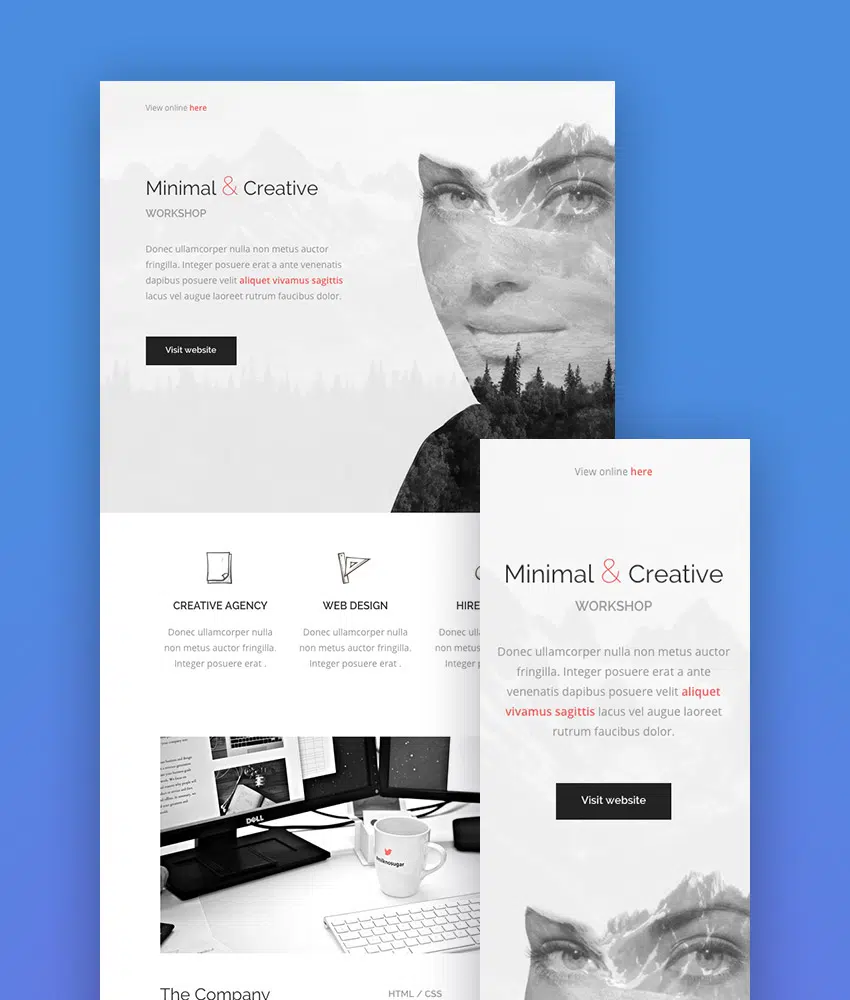 View online here
Minimal & Creative
WORKSHOP
Donec ullamcorper nulla non metus auctor
fringilla. Integer posuere erat a ante venenatis
dapibus posuere velit aliquet vivamus sagittis
lacus vel augue laoreet rutrum faucibus dolor.
Visit website
CREATIVE AGENCY
Donec ullamcorper nulla
non metus auctor fringilla.
Integer posuere erat .
WEB DESIGN
Donec ullamcorper nulla
non metus auctor fringilla.
Integer posuere erat .
HIRE
Donec ul
non metus
Integer p
DELL
The Company
HTML / CSS
View online here
Minimal & Creative
WORKSHOP
Donec ullamcorper nulla non metus auctor
fringilla. Integer posuere erat a ante
venenatis dapibus posuere velit aliquet
vivamus sagittis lacus vel augue laoreet
rutrum faucibus dolor.
Visit website